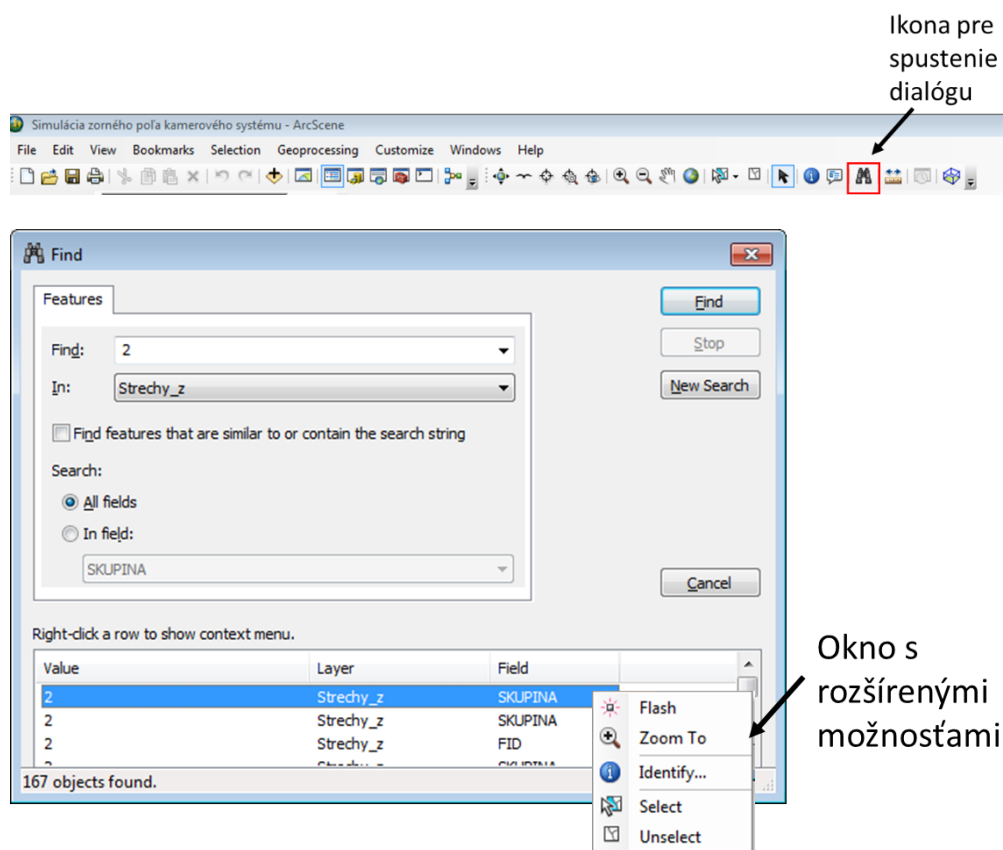 Ikona pre
spustenie
dialógu
Simulácia zorného poľa kamerového systému - ArcScene
File Edit View Bookmarks Selection Geoprocessing Customize Windows Help
Find
Features
Find: 2
In: Strechy_z
Find features that are similar to or contain the search string
Search:
All fields
In field:
SKUPINA
Find
Stop
New Search
Cancel
Right-click a row to show context menu.
Value Layer Field
2 Strechy_z SKUPINA
2 Strechy_z SKUPINA
2 Strechy_z FID
2 Strechy_z SKUPINA
167 objects found.
Flash
Zoom To
Identify...
Select
Unselect
Okno s
rozšírenými
možnosťami